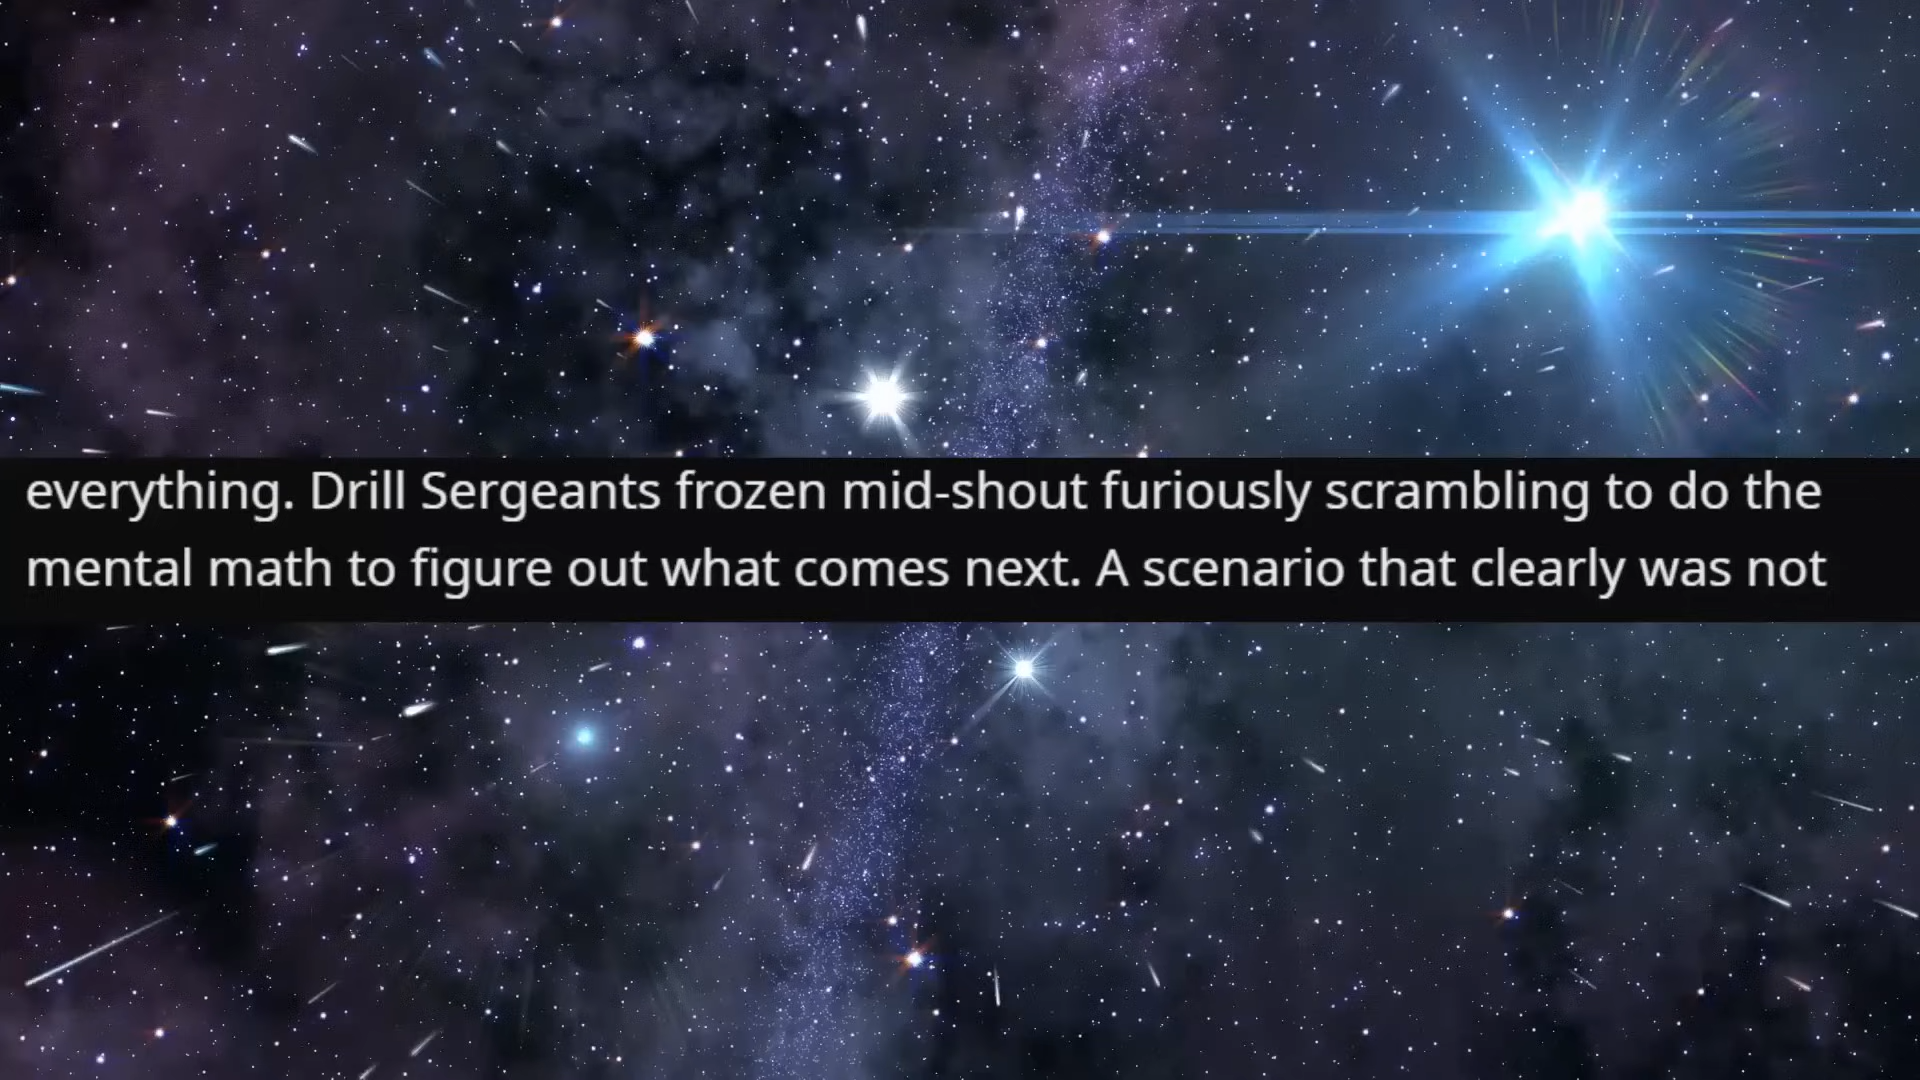 everything. Drill Sergeants frozen mid-shout furiously scrambling to do the
mental math to figure out what comes next. A scenario that clearly was not